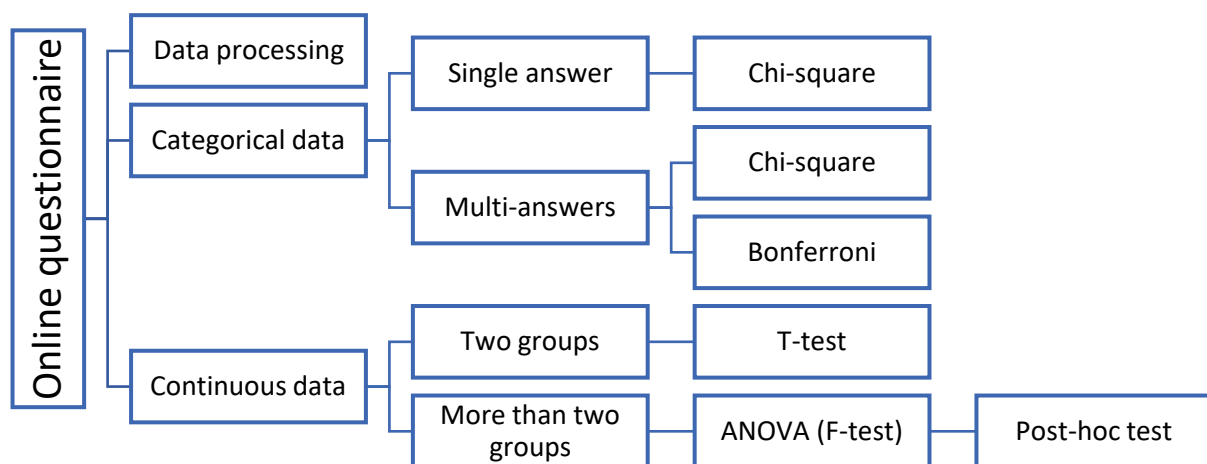 Online questionnaire
Data processing
Categorical data
Single answer
Chi-square
Multi-answers
Chi-square
Bonferroni
Continuous data
Two groups
T-test
More than two
groups
ANOVA (F-test)
Post-hoc test